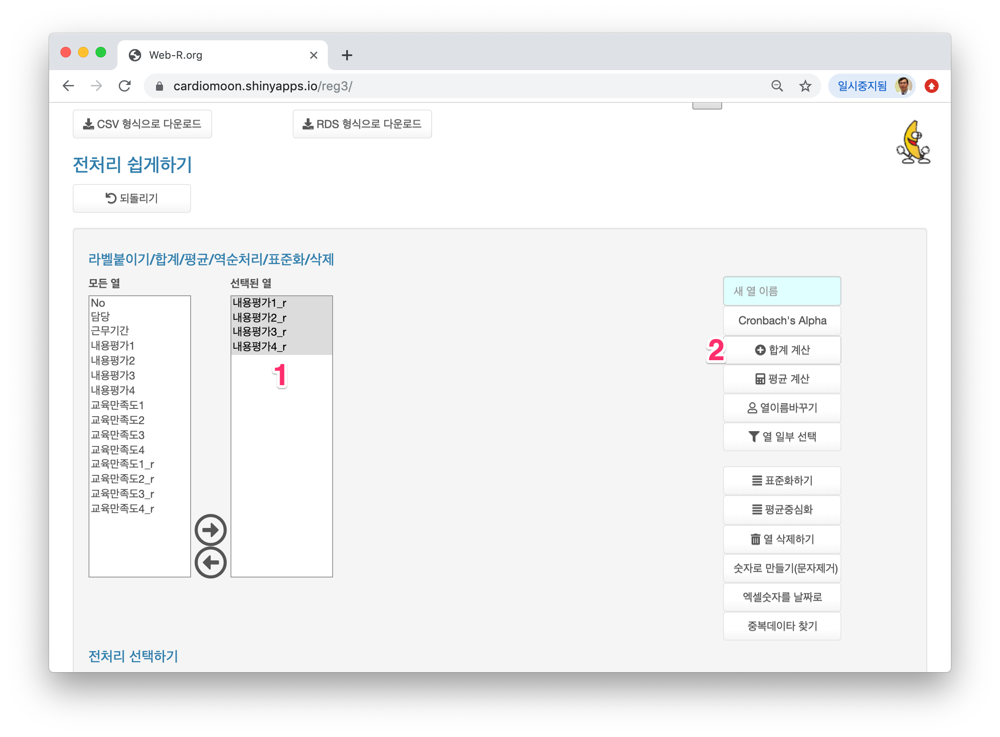 Web-R.org
cardiomoon.shinyapps.io/reg3/
일시중지됨
CSV 형식으로 다운로드
RDS 형식으로 다운로드
전처리 쉽게하기
되돌리기
라벨붙이기/합계/평균/역순처리/표준화/삭제
모든 열
No
담당
근무기간
내용평가1
내용평가2
내용평가3
내용평가4
교육만족도1
교육만족도2
교육만족도3
교육만족도4
교육만족도1_r
교육만족도2_r
교육만족도3_r
교육만족도4_r
선택된 열
내용평가1_r
내용평가2_r
내용평가3_r
내용평가4_r
1
새 열 이름
Cronbach's Alpha
2
합계 계산
평균 계산
열이름바꾸기
열 일부 선택
표준화하기
평균중심화
열 삭제하기
숫자로 만들기(문자제거)
엑셀숫자를 날짜로
중복데이타 찾기
전처리 선택하기